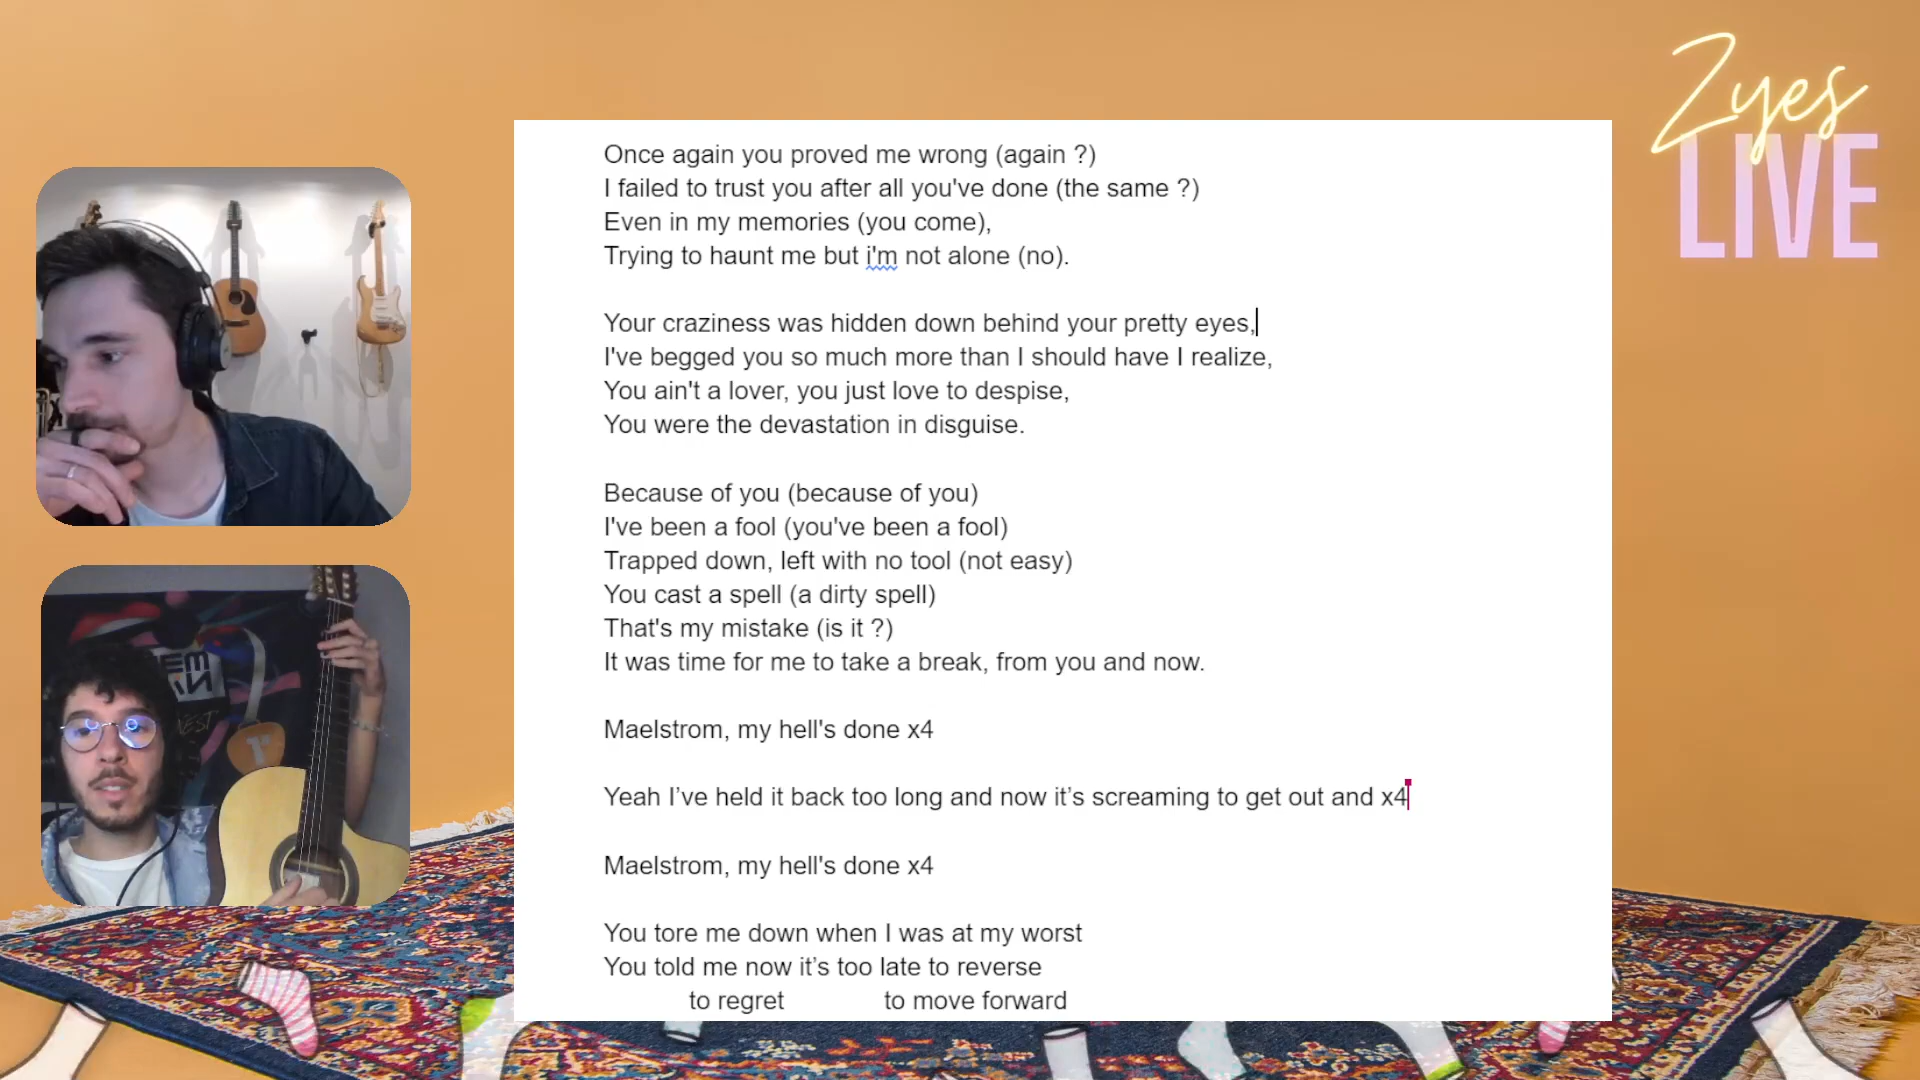 Zyes
LIVE
Once again you proved me wrong (again ?)
I failed to trust you after all you've done (the same ?)
Even in my memories (you come),
Trying to haunt me but i'm not alone (no).
Your craziness was hidden down behind your pretty eyes,
I've begged you so much more than I should have I realize,
You ain't a lover, you just love to despise,
You were the devastation in disguise.
Because of you (because of you)
I've been a fool (you've been a fool)
Trapped down, left with no tool (not easy)
You cast a spell (a dirty spell)
That's my mistake (is it ?)
It was time for me to take a break, from you and now.
Maelstrom, my hell's done x4
Yeah I’ve held it back too long and now it’s screaming to get out and x4
Maelstrom, my hell's done x4
You tore me down when I was at my worst
You told me now it’s too late to reverse
to regret to move forward